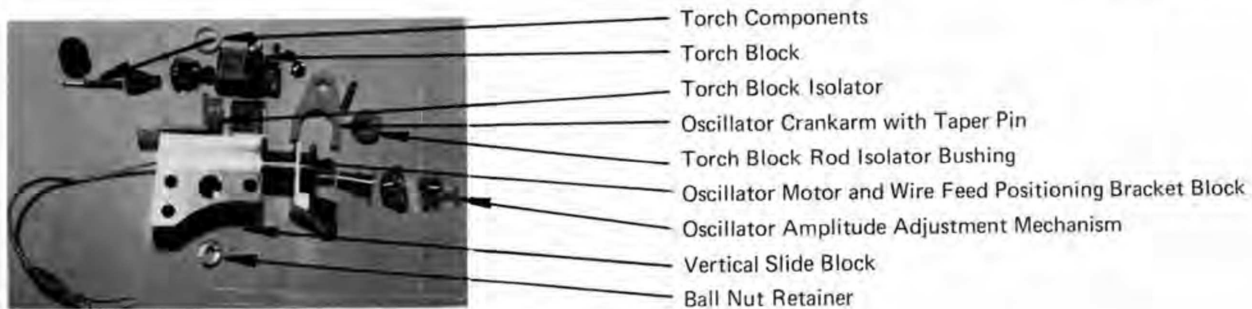 Torch Components
Torch Block
Torch Block Isolator
Oscillator Crankarm with Taper Pin
Torch Block Rod Isolator Bushing
Oscillator Motor and Wire Feed Positioning Bracket Block
Oscillator Amplitude Adjustment Mechanism
Vertical Slide Block
Ball Nut Retainer